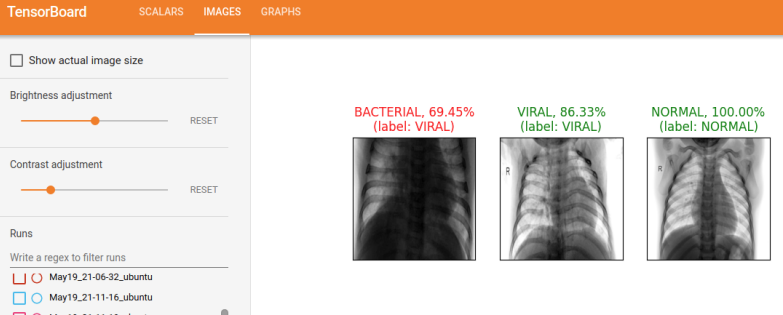 TensorBoard SCALARS IMAGES GRAPHS
Show actual image size
Brightness adjustment
RESET
Contrast adjustment
RESET
Runs
Write a regex to filter runs
May19_21-06-32_ubuntu
May19_21-11-16_ubuntu
BACTERIAL, 69.45%
(label: VIRAL)
VIRAL, 86.33%
(label: VIRAL)
NORMAL, 100.00%
(label: NORMAL)
R
R